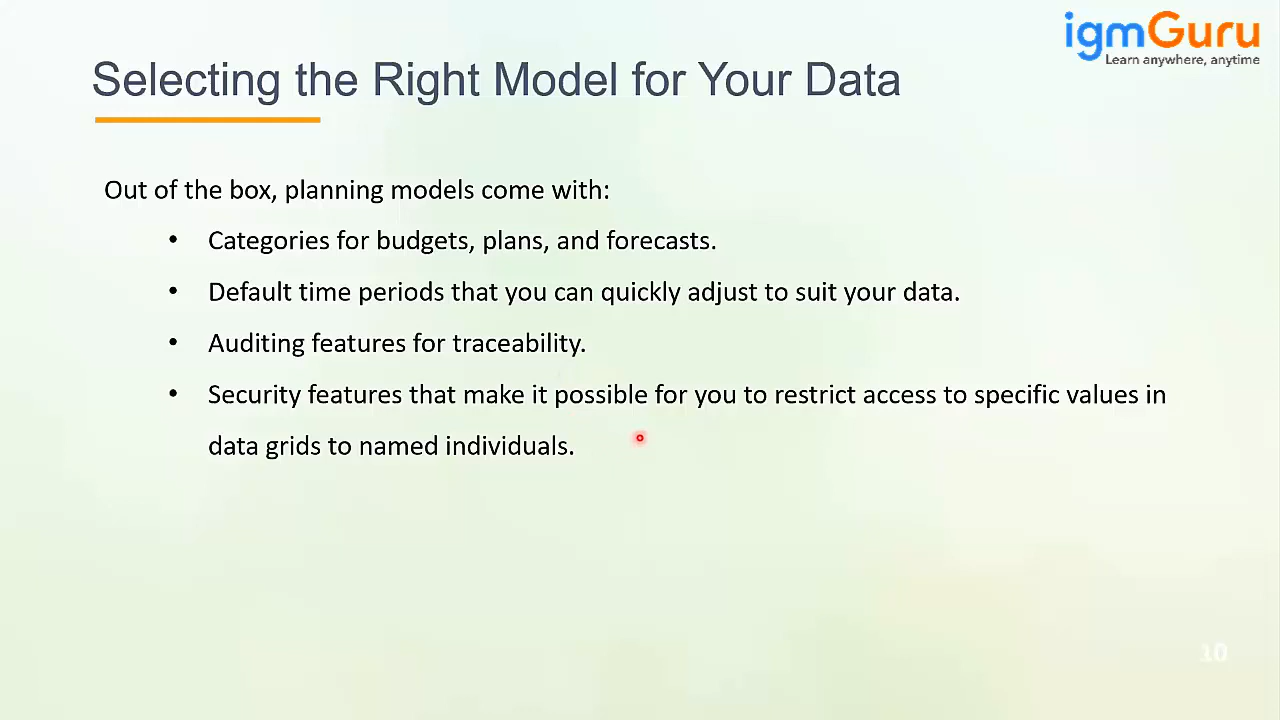 igmGuru
Learn anywhere, anytime
Selecting the Right Model for Your Data
Out of the box, planning models come with:
• Categories for budgets, plans, and forecasts.
• Default time periods that you can quickly adjust to suit your data.
• Auditing features for traceability.
• Security features that make it possible for you to restrict access to specific values in
data grids to named individuals.
10